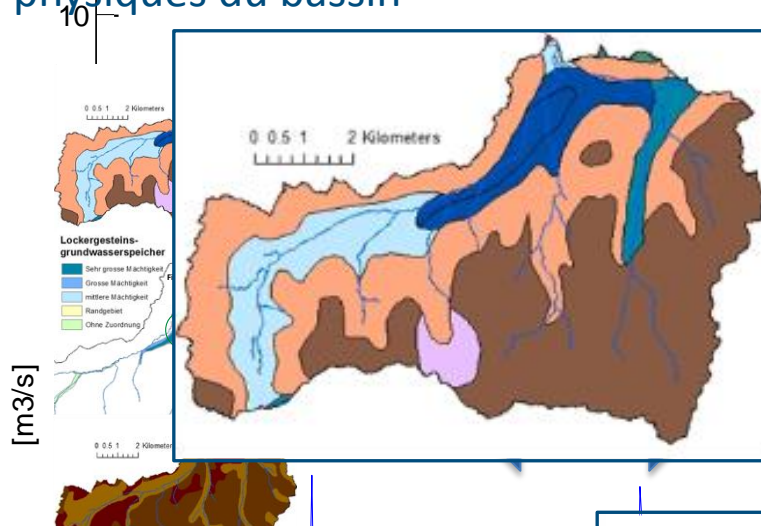 physiques du bassin
10
0 0.5 1 2 Kilometers
0 0.5 1 2 Kilometers
Lockergesteins-
grundwasserspeicher
Sehr grosse Mächtigkeit
Grosse Mächtigkeit
mittlere Mächtigkeit
Randgebiet
Ohne Zuordnung
[m3/s]
0 0.5 1 2 Kilometer